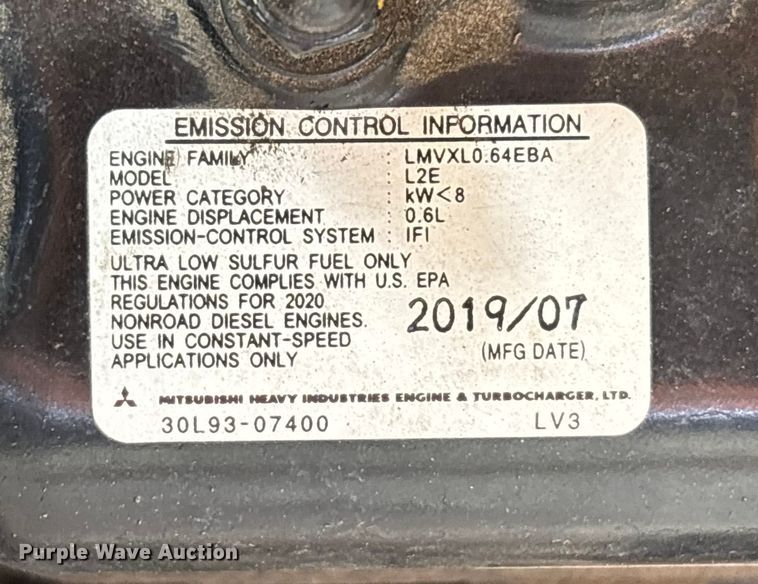 EMISSION CONTROL INFORMATION
ENGINE FAMILY : LMVXL0.64EBA
MODEL : L2E
POWER CATEGORY : kW<8
ENGINE DISPLACEMENT : 0.6L
EMISSION-CONTROL SYSTEM : IFI
ULTRA LOW SULFUR FUEL ONLY
THIS ENGINE COMPLIES WITH U.S. EPA
REGULATIONS FOR 2020
NONROAD DIESEL ENGINES. 2019/07
USE IN CONSTANT-SPEED
APPLICATIONS ONLY (MFG DATE)
MITSUBISHI HEAVY INDUSTRIES ENGINE & TURBOCHARGER, LTD.
30L93-07400 LV3
Purple Wave Auction